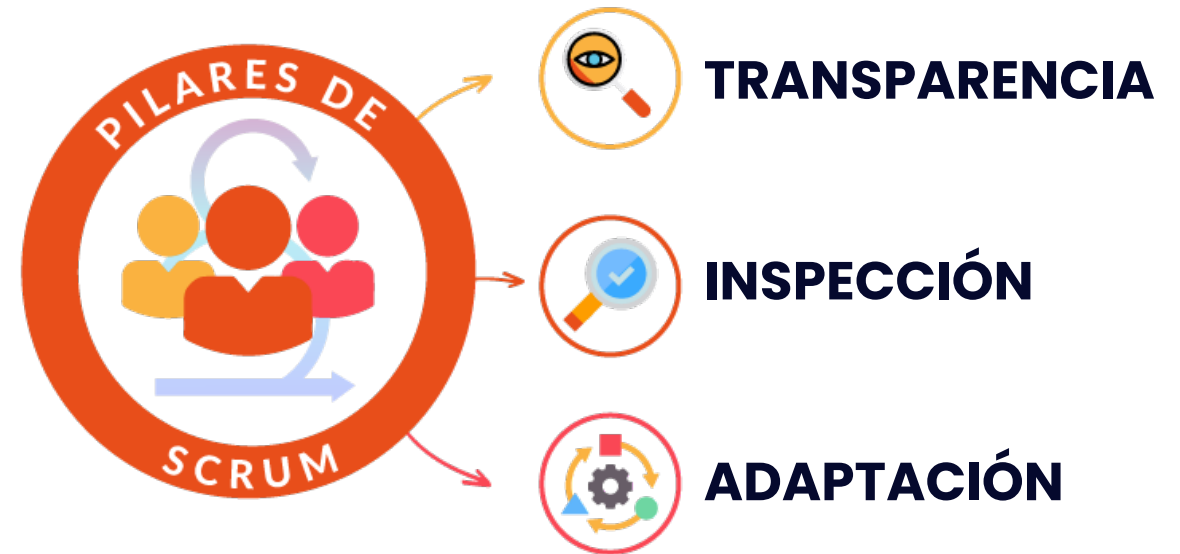 PILARES DE
SCRUM
TRANSPARENCIA
INSPECCIÓN
ADAPTACIÓN